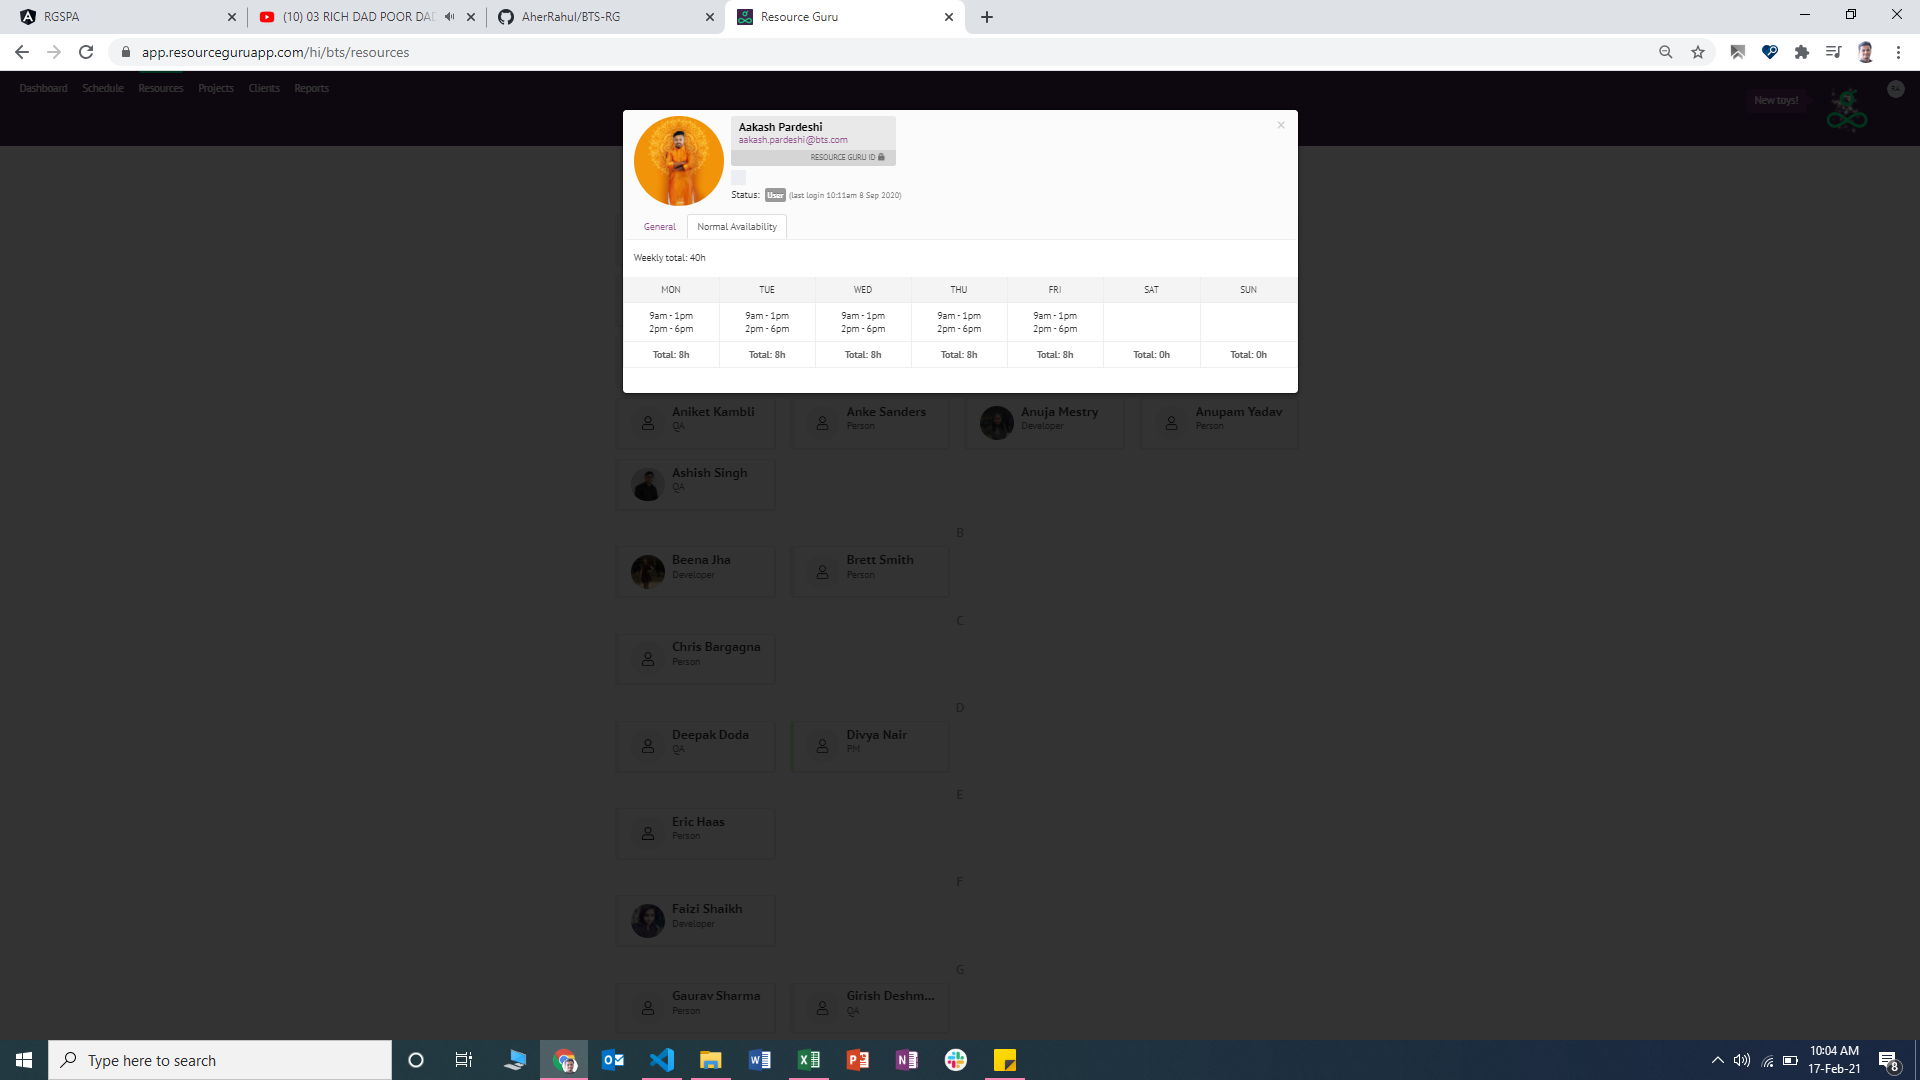 RGSPA
(10) 03 RICH DAD POOR DAD
AherRahul/BTS-RG
Resource Guru
app.resourceguruapp.com/hi/bts/resources
Dashboard Schedule Resources Projects Clients Reports
New toys!
RA
Aakash Pardeshi
aakash.pardeshi@bts.com
RESOURCE GURU ID
Status: User (last login 10:11am 8 Sep 2020)
General Normal Availability
Weekly total: 40h
MON TUE WED THU FRI SAT SUN
9am - 1pm 9am - 1pm 9am - 1pm 9am - 1pm 9am - 1pm
2pm - 6pm 2pm - 6pm 2pm - 6pm 2pm - 6pm 2pm - 6pm
Total: 8h Total: 8h Total: 8h Total: 8h Total: 8h Total: 0h Total: 0h
Aniket Kambli Anke Sanders Anuja Mestry Anupam Yadav
QA Person Developer Person
Ashish Singh
QA
B
Beena Jha Brett Smith
Developer Person
C
Chris Bargagna
Person
D
Deepak Doda Divya Nair
QA PM
E
Eric Haas
Person
F
Faizi Shaikh
Developer
G
Gaurav Sharma Girish Deshm...
Person QA
Type here to search
10:04 AM
17-Feb-21
8